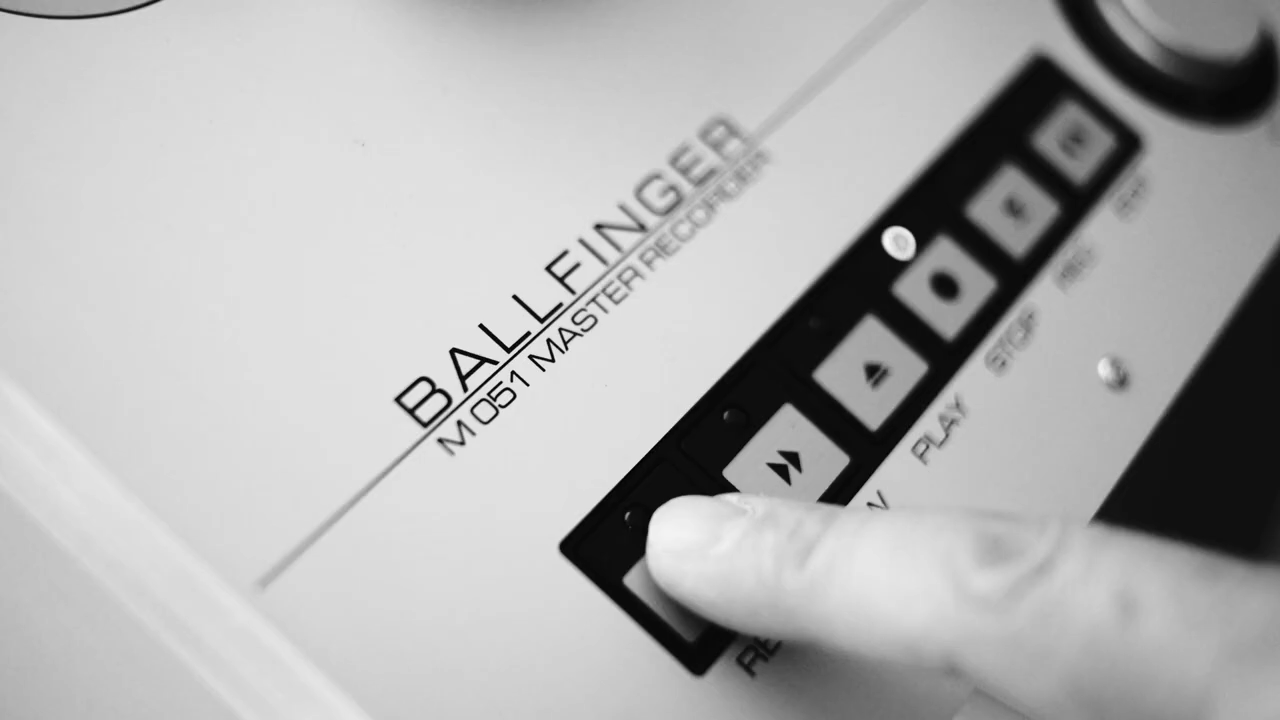 BALLFINGER
M 051 MASTER RECORDER
PLAY
STOP
REC